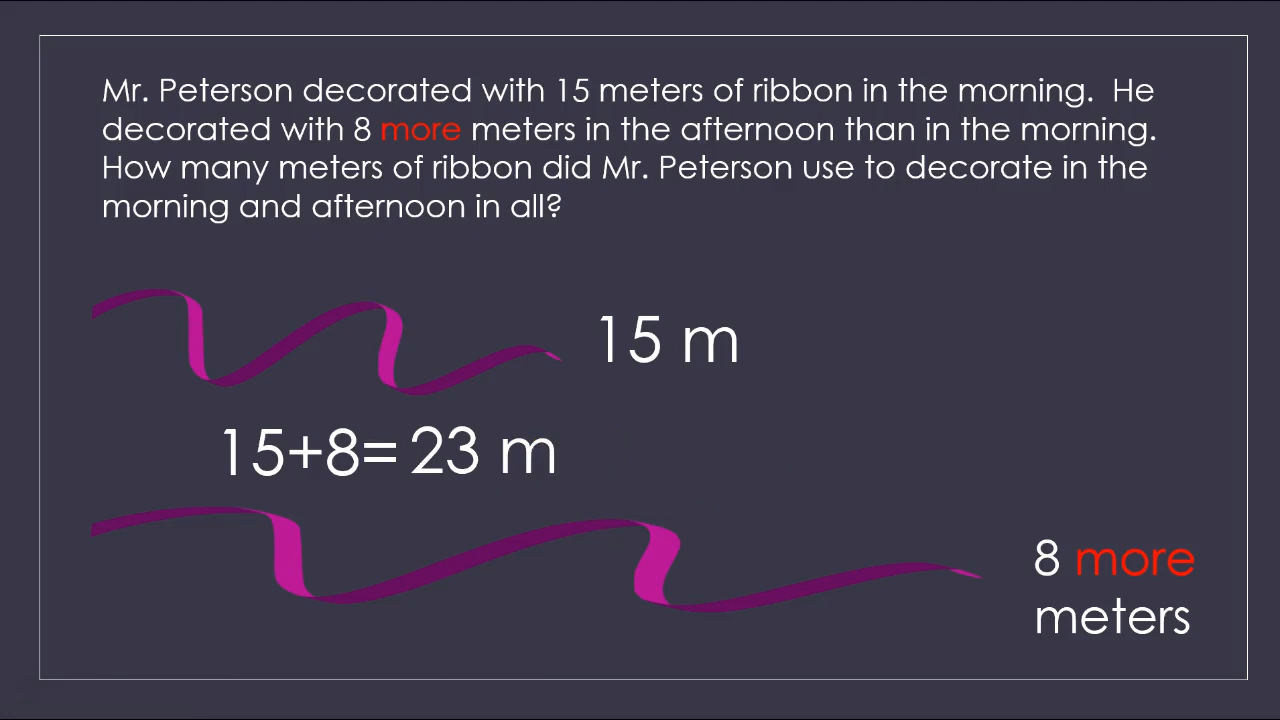 Mr. Peterson decorated with 15 meters of ribbon in the morning.  He
decorated with 8 more meters in the afternoon than in the morning.
How many meters of ribbon did Mr. Peterson use to decorate in the
morning and afternoon in all?
15 m
15+8= 23 m
8 more
meters